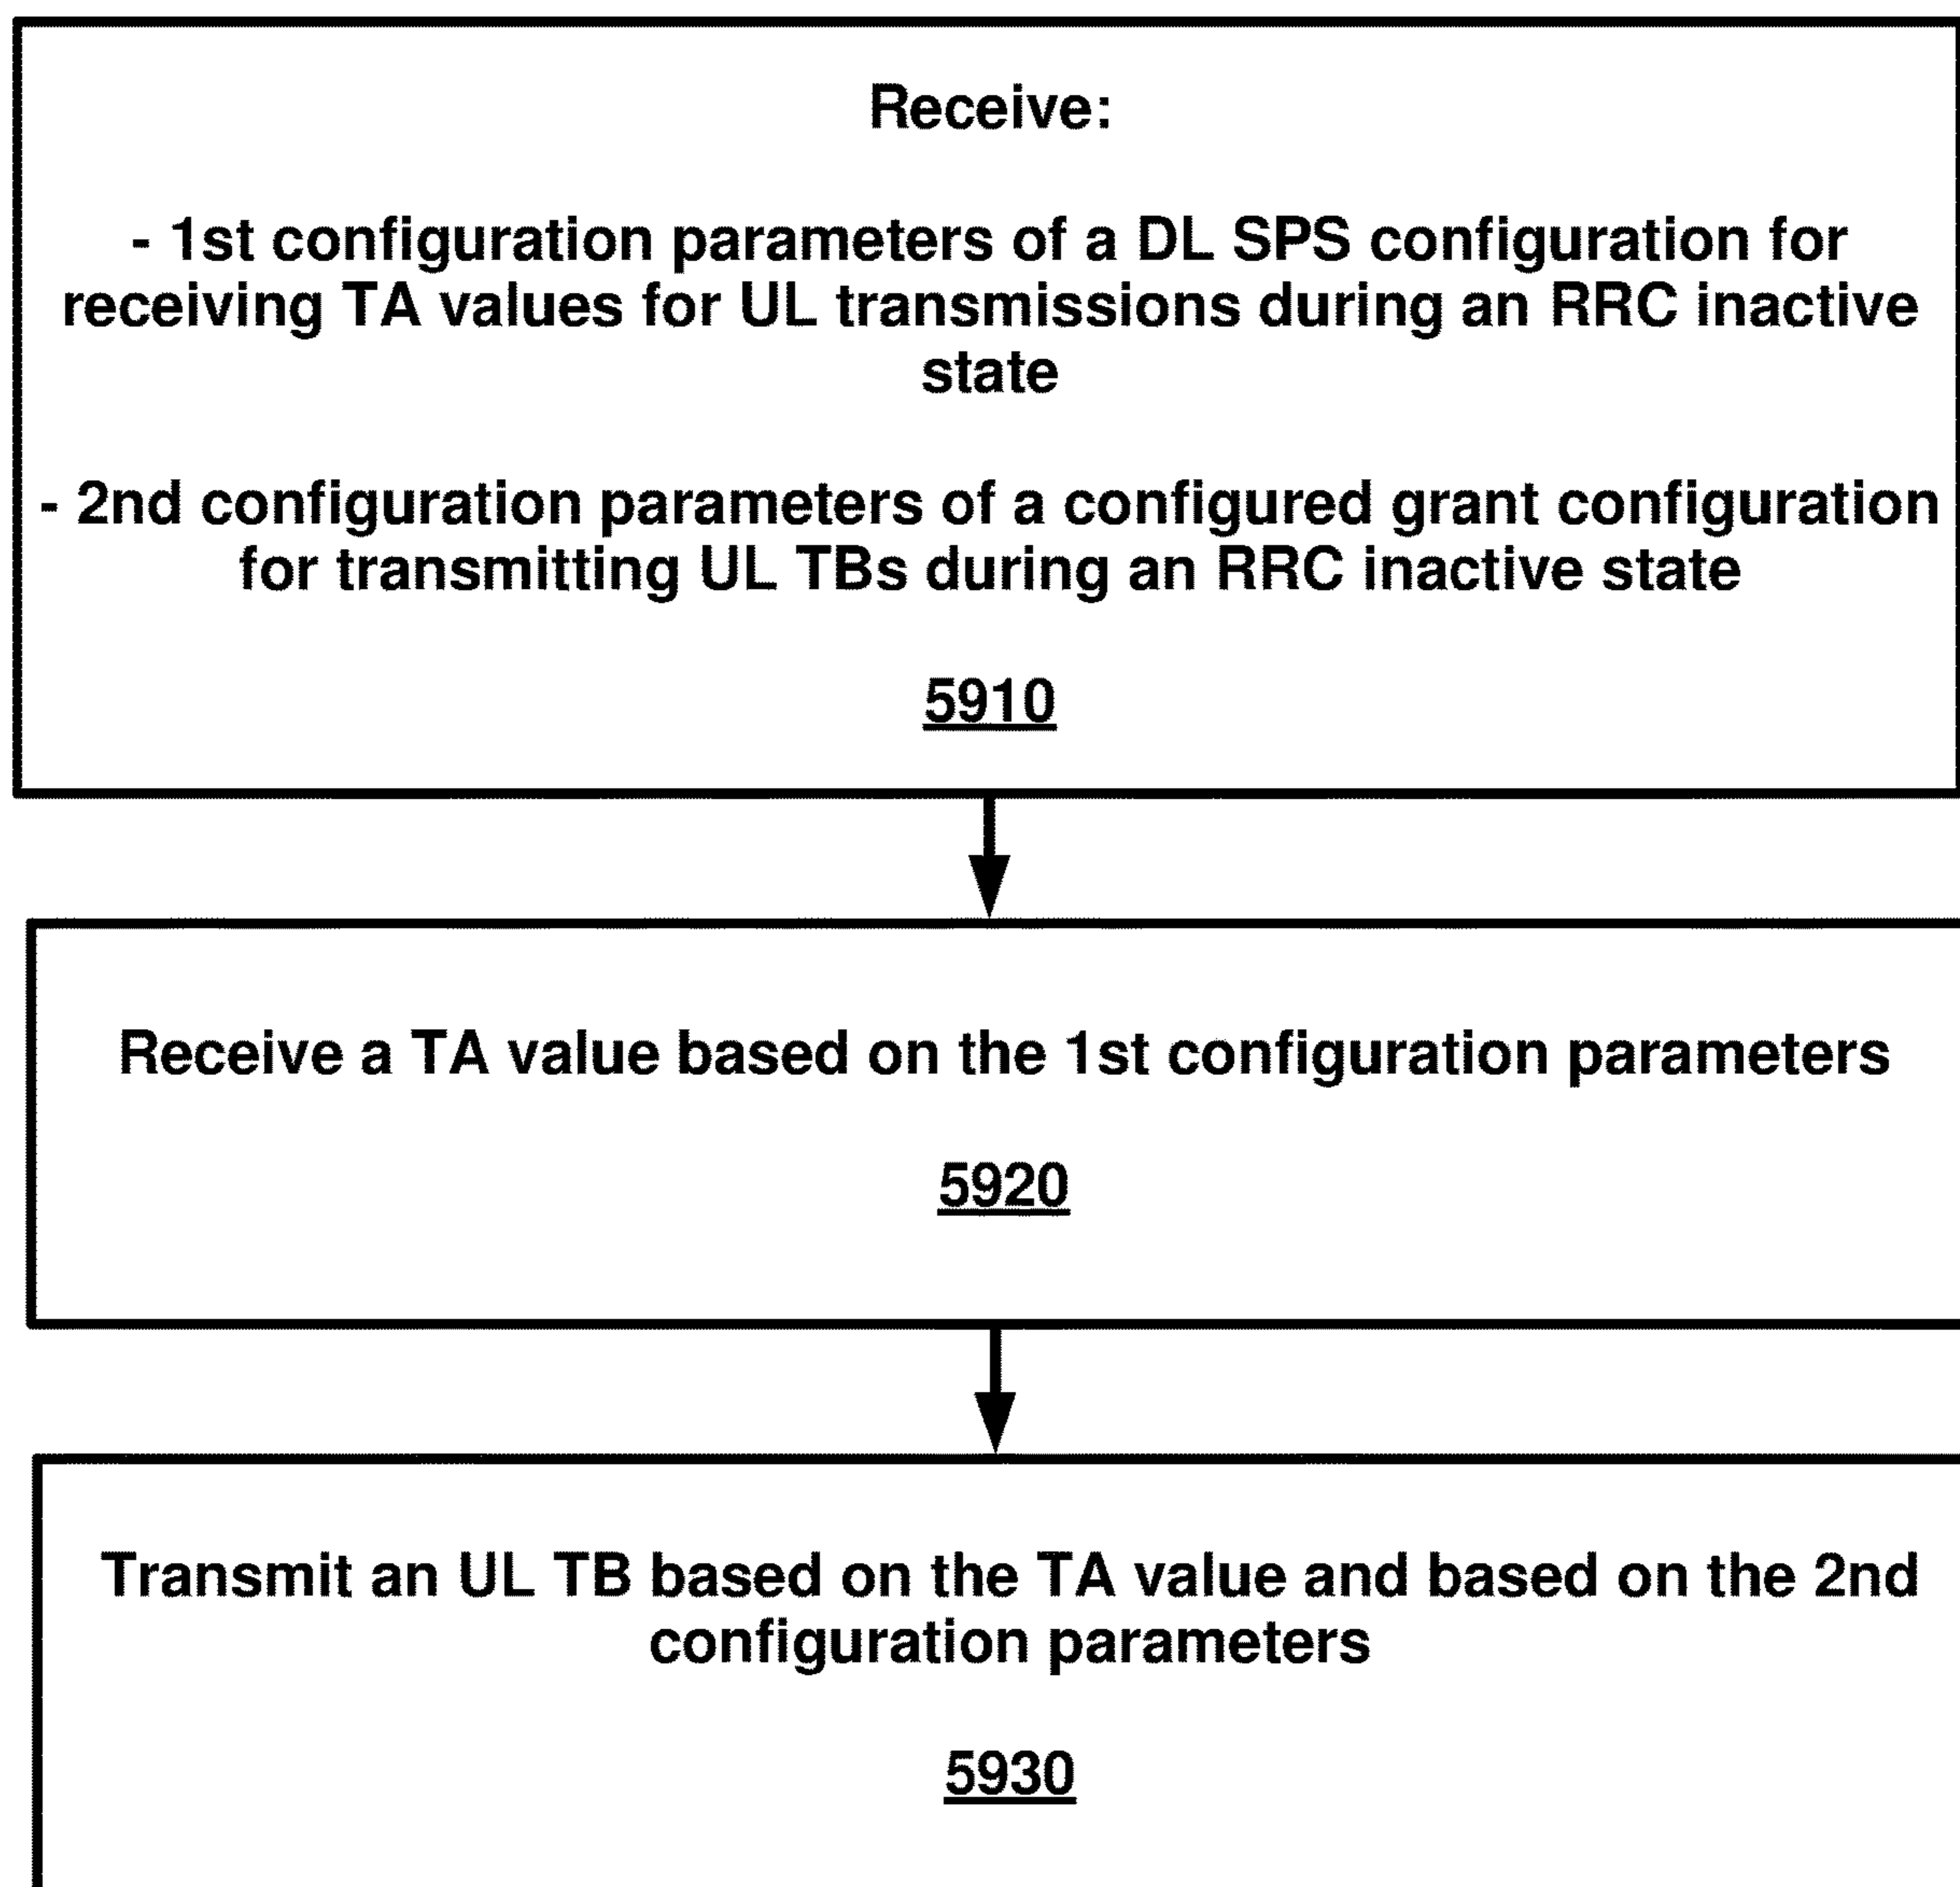 Receive:
- 1st configuration parameters of a DL SPS configuration for
receiving TA values for UL transmissions during an RRC inactive
state
- 2nd configuration parameters of a configured grant configuration
for transmitting UL TBs during an RRC inactive state
5910
Receive a TA value based on the 1st configuration parameters
5920
Transmit an UL TB based on the TA value and based on the 2nd
configuration parameters
5930